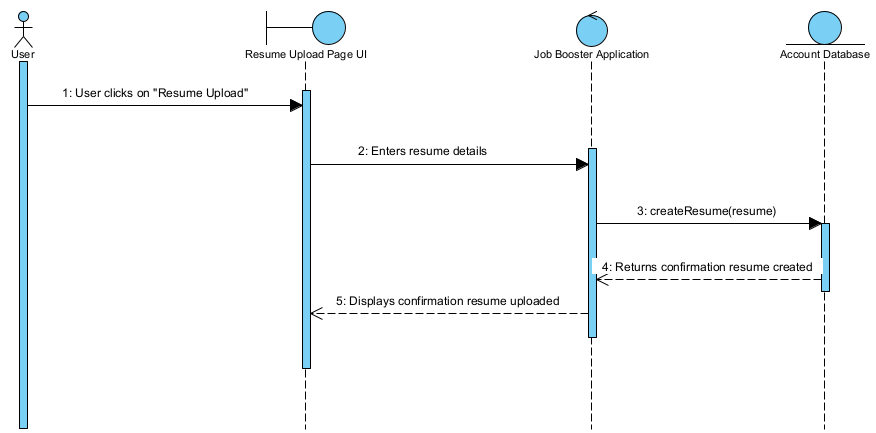 User
Resume Upload Page UI
Job Booster Application
Account Database
1: User clicks on "Resume Upload"
2: Enters resume details
3: createResume(resume)
4: Returns confirmation resume created
5: Displays confirmation resume uploaded